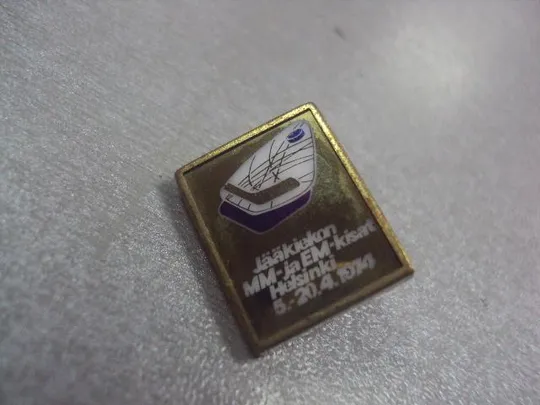 Jääkiekon
MM- ja EM-kisat
Helsinki
5.-20.4.1974